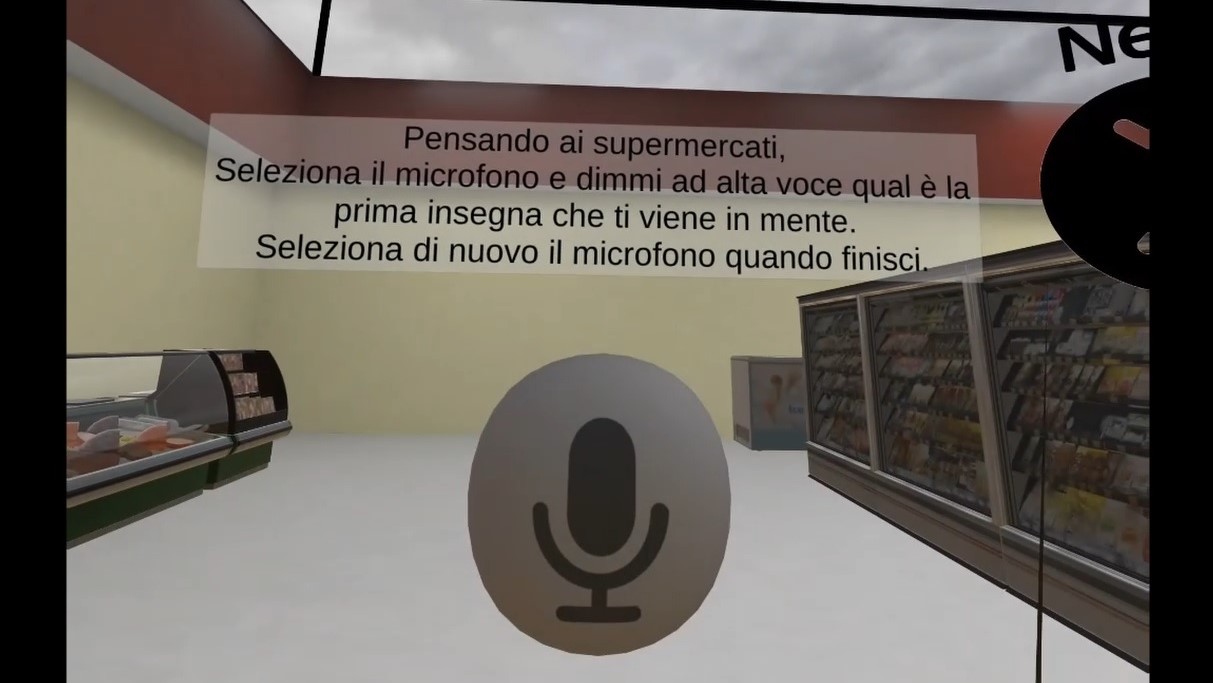 Pensando ai supermercati,
Seleziona il microfono e dimmi ad alta voce qual è la
prima insegna che ti viene in mente.
Seleziona di nuovo il microfono quando finisci.